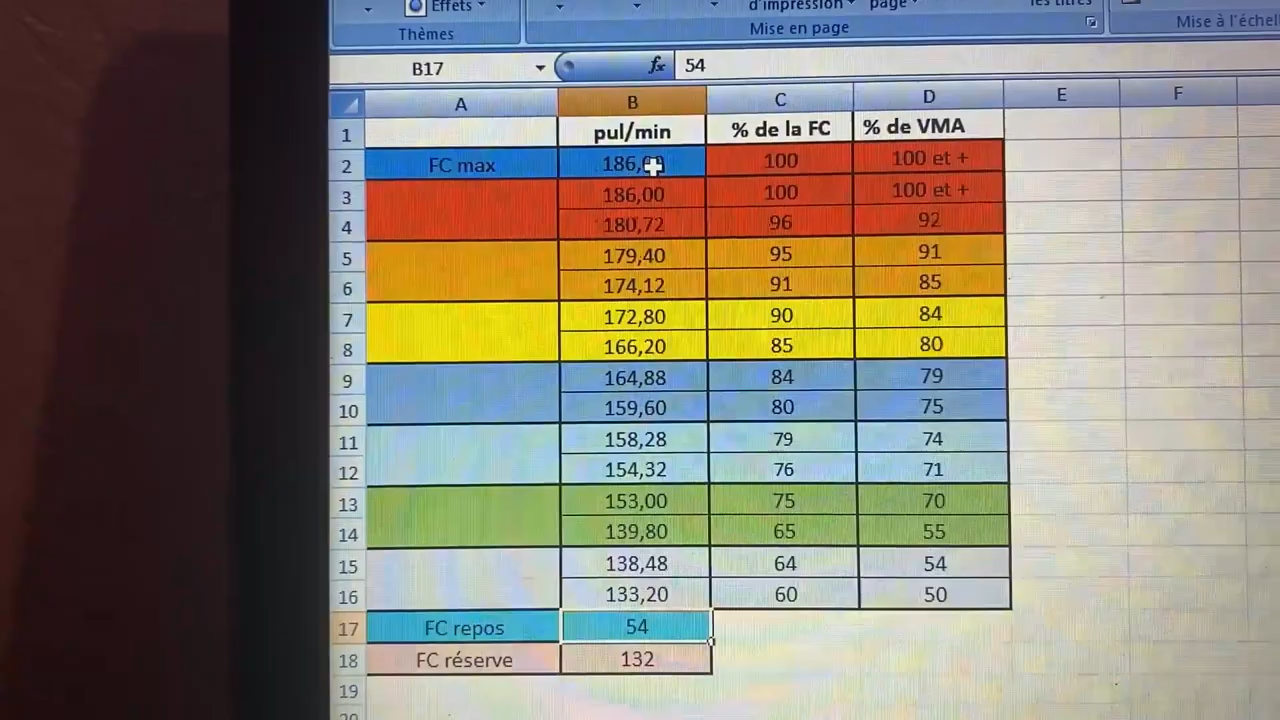 Effets
d'impression page les titres
Thèmes Mise en page Mise à l'échel
B17 fx 54
A B C D E F
1 pul/min % de la FC % de VMA
2 FC max 186,00 100 100 et +
3 186,00 100 100 et +
4 180,72 96 92
5 179,40 95 91
6 174,12 91 85
7 172,80 90 84
8 166,20 85 80
9 164,88 84 79
10 159,60 80 75
11 158,28 79 74
12 154,32 76 71
13 153,00 75 70
14 139,80 65 55
15 138,48 64 54
16 133,20 60 50
17 FC repos 54
18 FC réserve 132
19
20